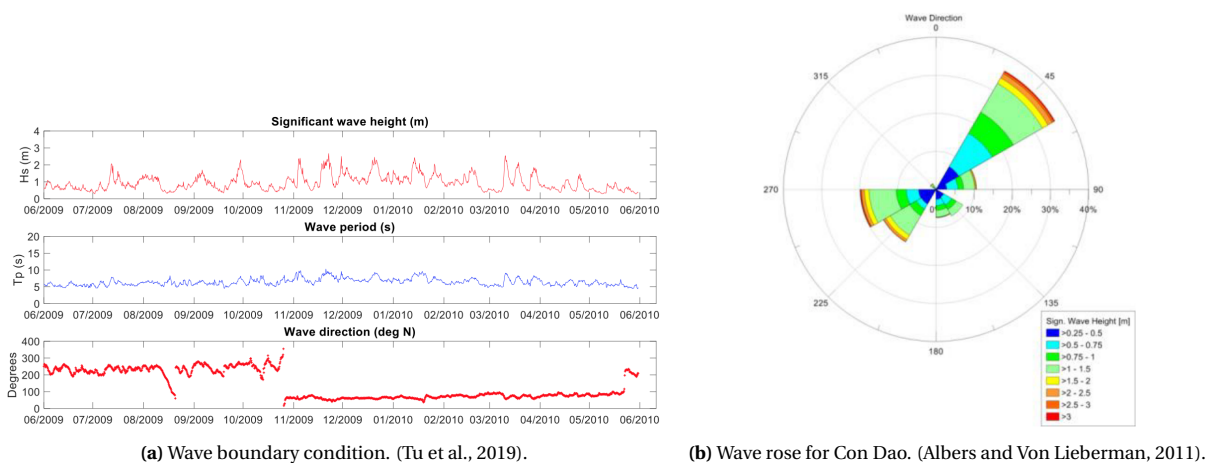 Significant wave height (m)
Hs (m)
4
3
2
1
0
06/2009 07/2009 08/2009 09/2009 10/2009 11/2009 12/2009 01/2010 02/2010 03/2010 04/2010 05/2010 06/2010
Wave period (s)
Tp (s)
20
15
10
5
0
06/2009 07/2009 08/2009 09/2009 10/2009 11/2009 12/2009 01/2010 02/2010 03/2010 04/2010 05/2010 06/2010
Wave direction (deg N)
Degrees
400
300
200
100
0
06/2009 07/2009 08/2009 09/2009 10/2009 11/2009 12/2009 01/2010 02/2010 03/2010 04/2010 05/2010 06/2010
(a) Wave boundary condition. (Tu et al., 2019).
Wave Direction
0
315
45
270
90
0 10% 20% 30% 40%
225
135
180
Sign. Wave Height [m]
>0.25 - 0.5
>0.5 - 0.75
>0.75 - 1
>1 - 1.5
>1.5 - 2
>2 - 2.5
>2.5 - 3
>3
(b) Wave rose for Con Dao. (Albers and Von Lieberman, 2011).